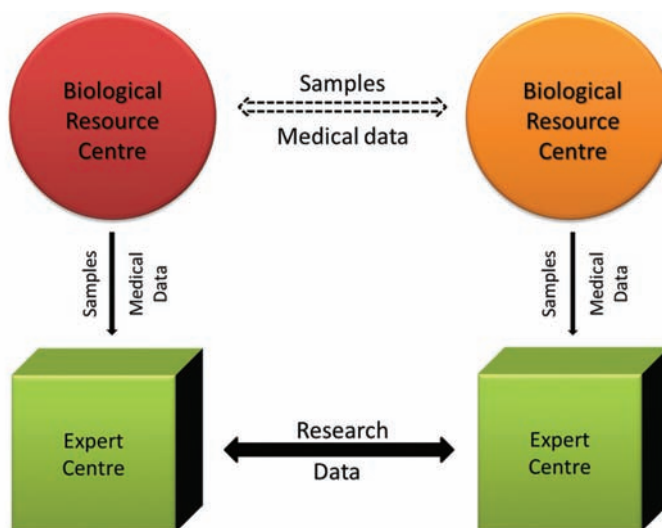 Biological
Resource
Centre
Samples
Medical data
Biological
Resource
Centre
Samples
Medical
Data
Samples
Medical
Data
Expert
Centre
Research
Data
Expert
Centre